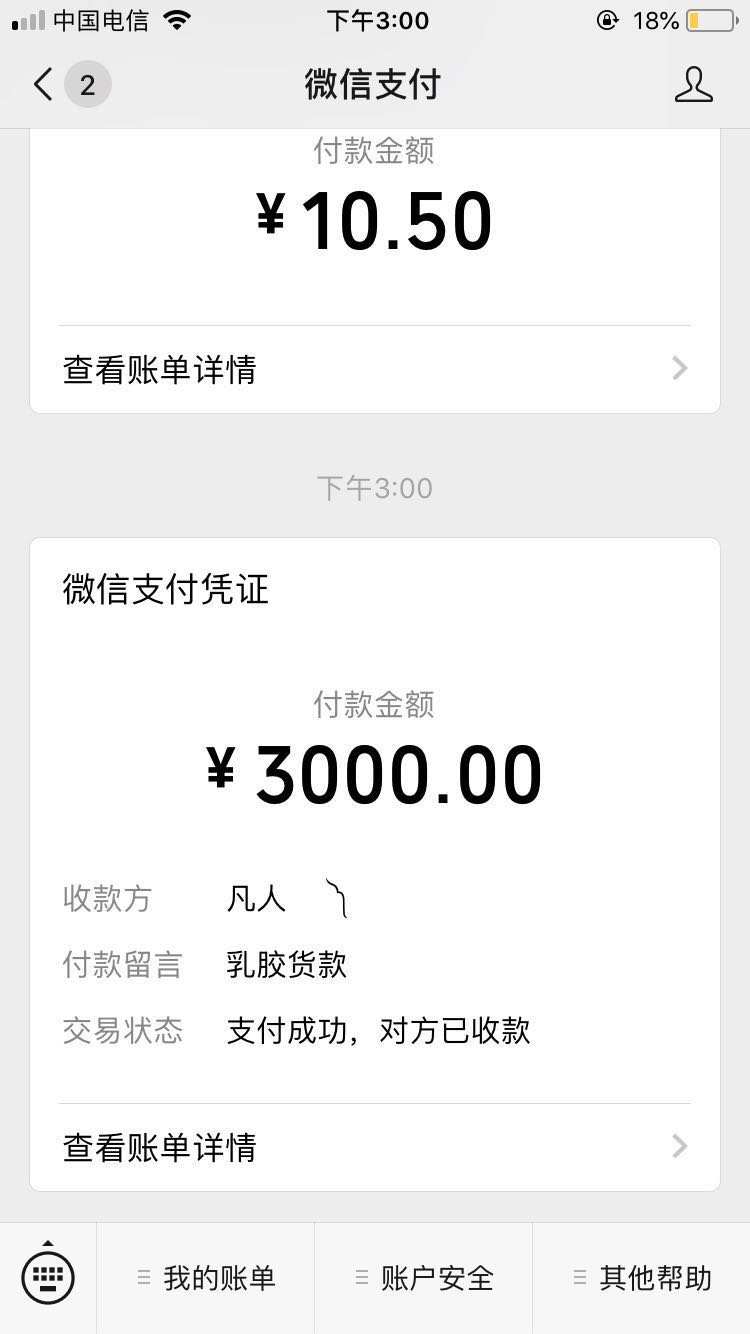 中国电信 下午3:00 18%
2 微信支付
付款金额
¥10.50
查看账单详情
下午3:00
微信支付凭证
付款金额
¥3000.00
收款方 凡人
付款留言 乳胶货款
交易状态 支付成功，对方已收款
查看账单详情
我的账单 账户安全 其他帮助